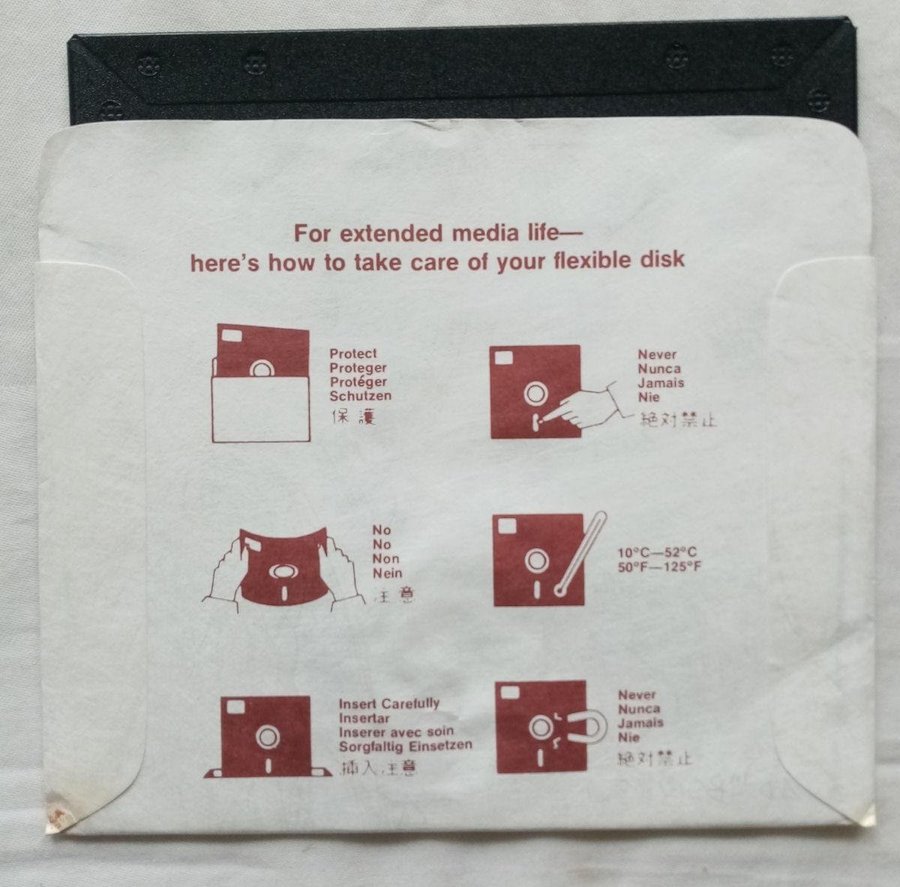 For extended media life—
here's how to take care of your flexible disk
Protect
Proteger
Protéger
Schutzen
保護
Never
Nunca
Jamais
Nie
絶対禁止
No
No
Non
Nein
注意
10°C—52°C
50°F—125°F
Insert Carefully
Insertar
Inserer avec soin
Sorgfaltig Einsetzen
挿入注意
Never
Nunca
Jamais
Nie
絶対禁止